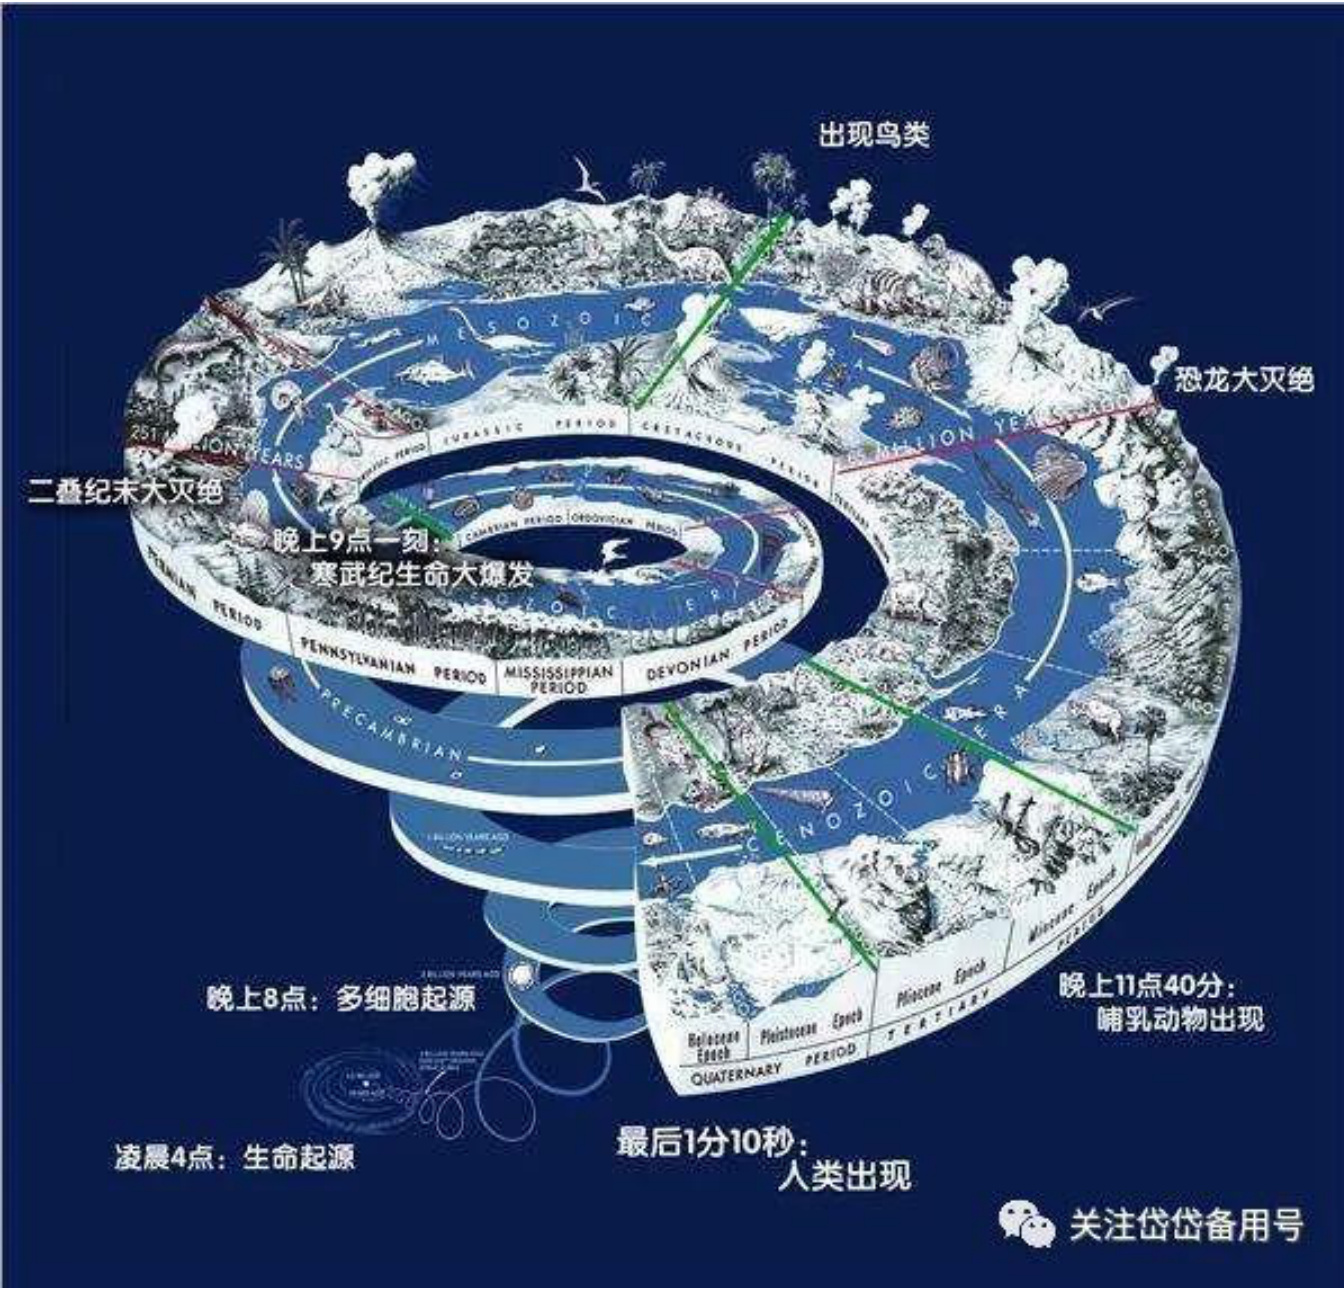 出现鸟类
恐龙大灭绝
MESOZOIC
ERA
MILLION YEARS
JURASSIC PERIOD
CRETACEOUS PERIOD
MILLION YEARS
二叠纪末大灭绝
CAMBRIAN PERIOD
ORDOVICIAN PERIOD
晚上9点一刻：
寒武纪生命大爆发
AGO
PERMIAN PERIOD
PENNSYLVANIAN PERIOD
MISSISSIPPIAN
PERIOD
DEVONIAN PERIOD
PRECAMBRIAN
CENOZOIC ERA
1 BILLION YEARS AGO
Miocene Epoch
PERIOD
Pliocene Epoch
TERTIARY
Holocene
Epoch
Pleistocene Epoch
QUATERNARY PERIOD
晚上8点：多细胞起源
晚上11点40分：
哺乳动物出现
凌晨4点：生命起源
最后1分10秒：
人类出现
关注岱岱备用号